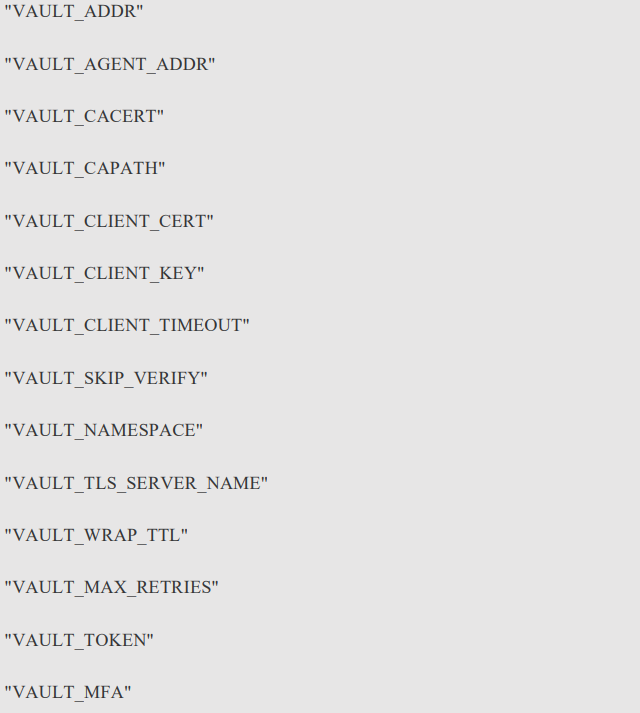 "VAULT_ADDR"
"VAULT_AGENT_ADDR"
"VAULT_CACERT"
"VAULT_CAPATH"
"VAULT_CLIENT_CERT"
"VAULT_CLIENT_KEY"
"VAULT_CLIENT_TIMEOUT"
"VAULT_SKIP_VERIFY"
"VAULT_NAMESPACE"
"VAULT_TLS_SERVER_NAME"
"VAULT_WRAP_TTL"
"VAULT_MAX_RETRIES"
"VAULT_TOKEN"
"VAULT_MFA"